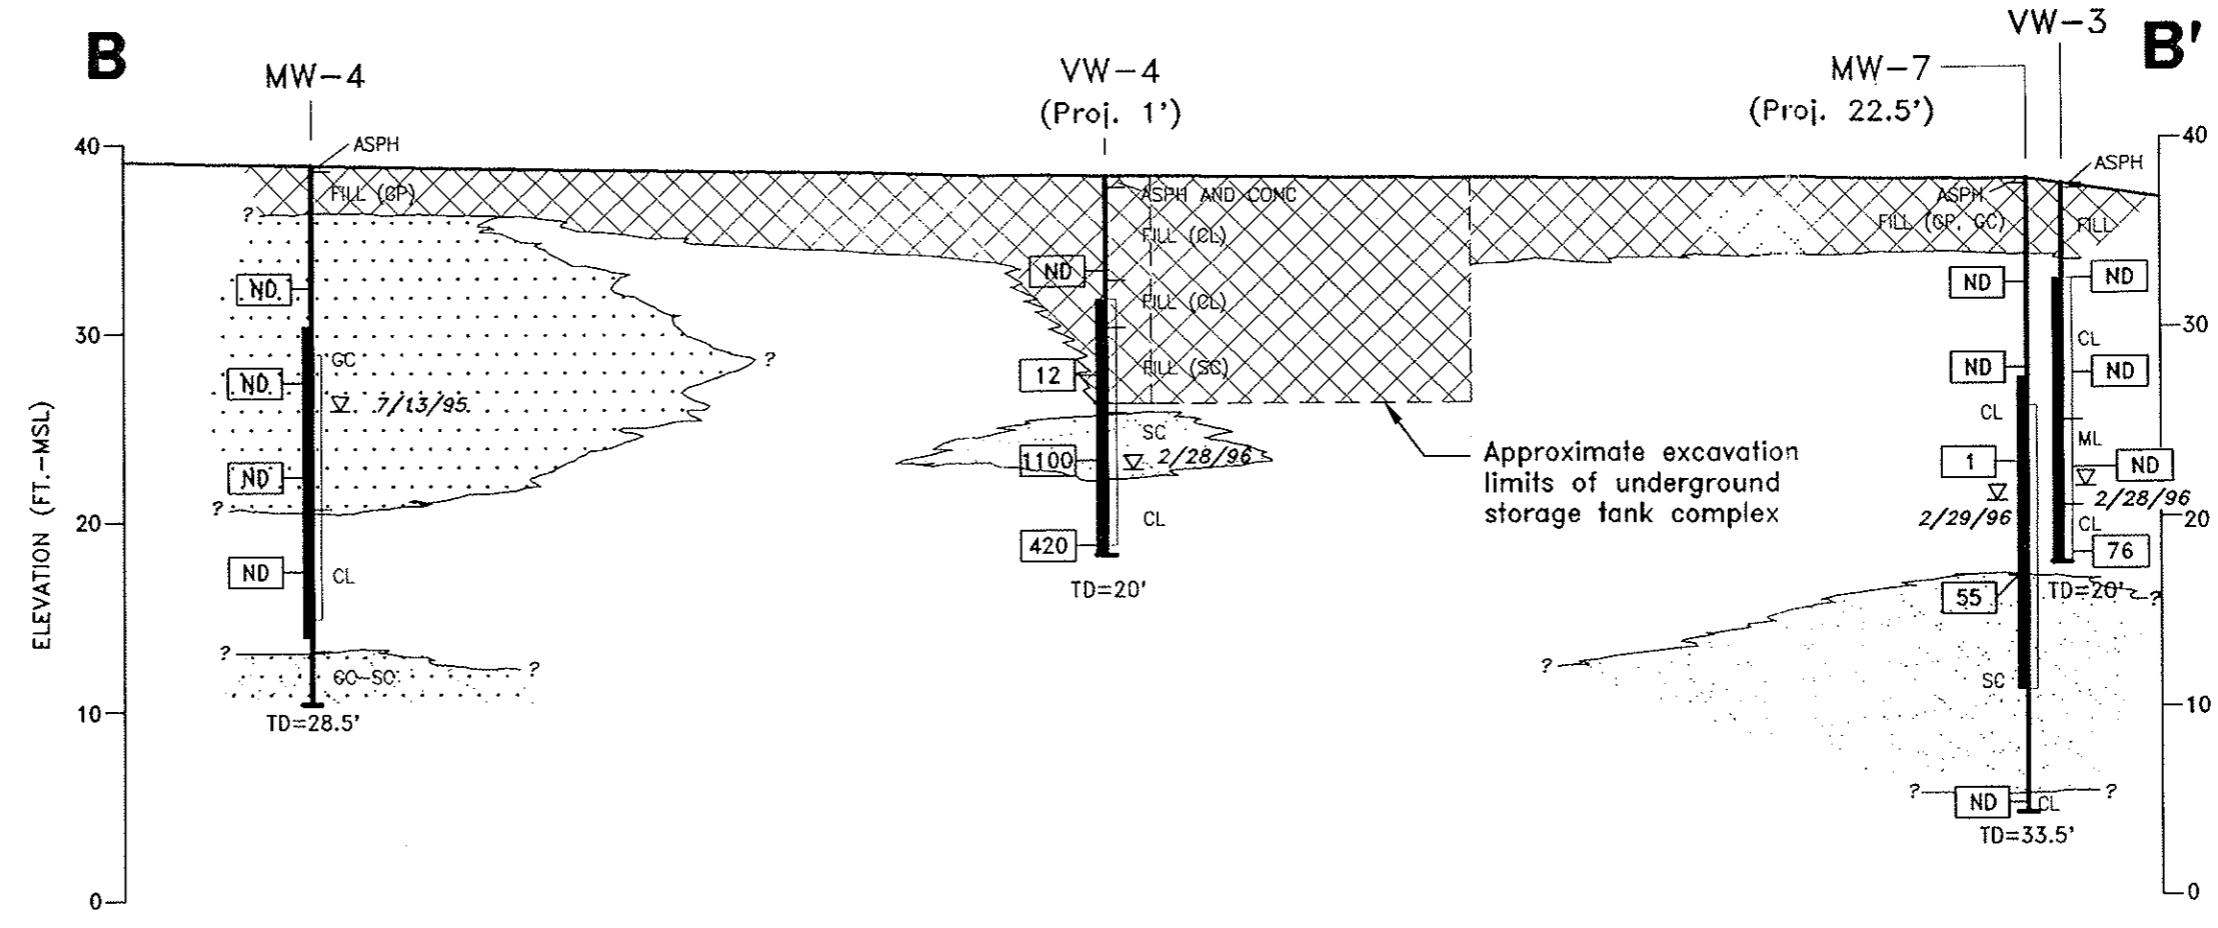 B
MW-4
VW-4
(Proj. 1')
MW-7
(Proj. 22.5')
VW-3
B'
40
ASPH
FILL (GP)
?
ND
30
GC
ND
7/13/95
?
ND
?
20
ND
CL
?
GC-SC
?
10
TD=28.5'
0
ELEVATION (FT.-MSL)
ASPH AND CONC
FILL (CL)
ND
FILL (CL)
12
FILL (SC)
SC
1100
2/28/96
CL
420
TD=20'
Approximate excavation
limits of underground
storage tank complex
ASPH
FILL (GP, GC)
ND
ND
CL
1
2/29/96
55
?
SC
?
ND
CL
?
TD=33.5'
ASPH
FILL
ND
CL
ND
ML
ND
2/28/96
CL
76
TD=20'
?
40
30
20
10
0